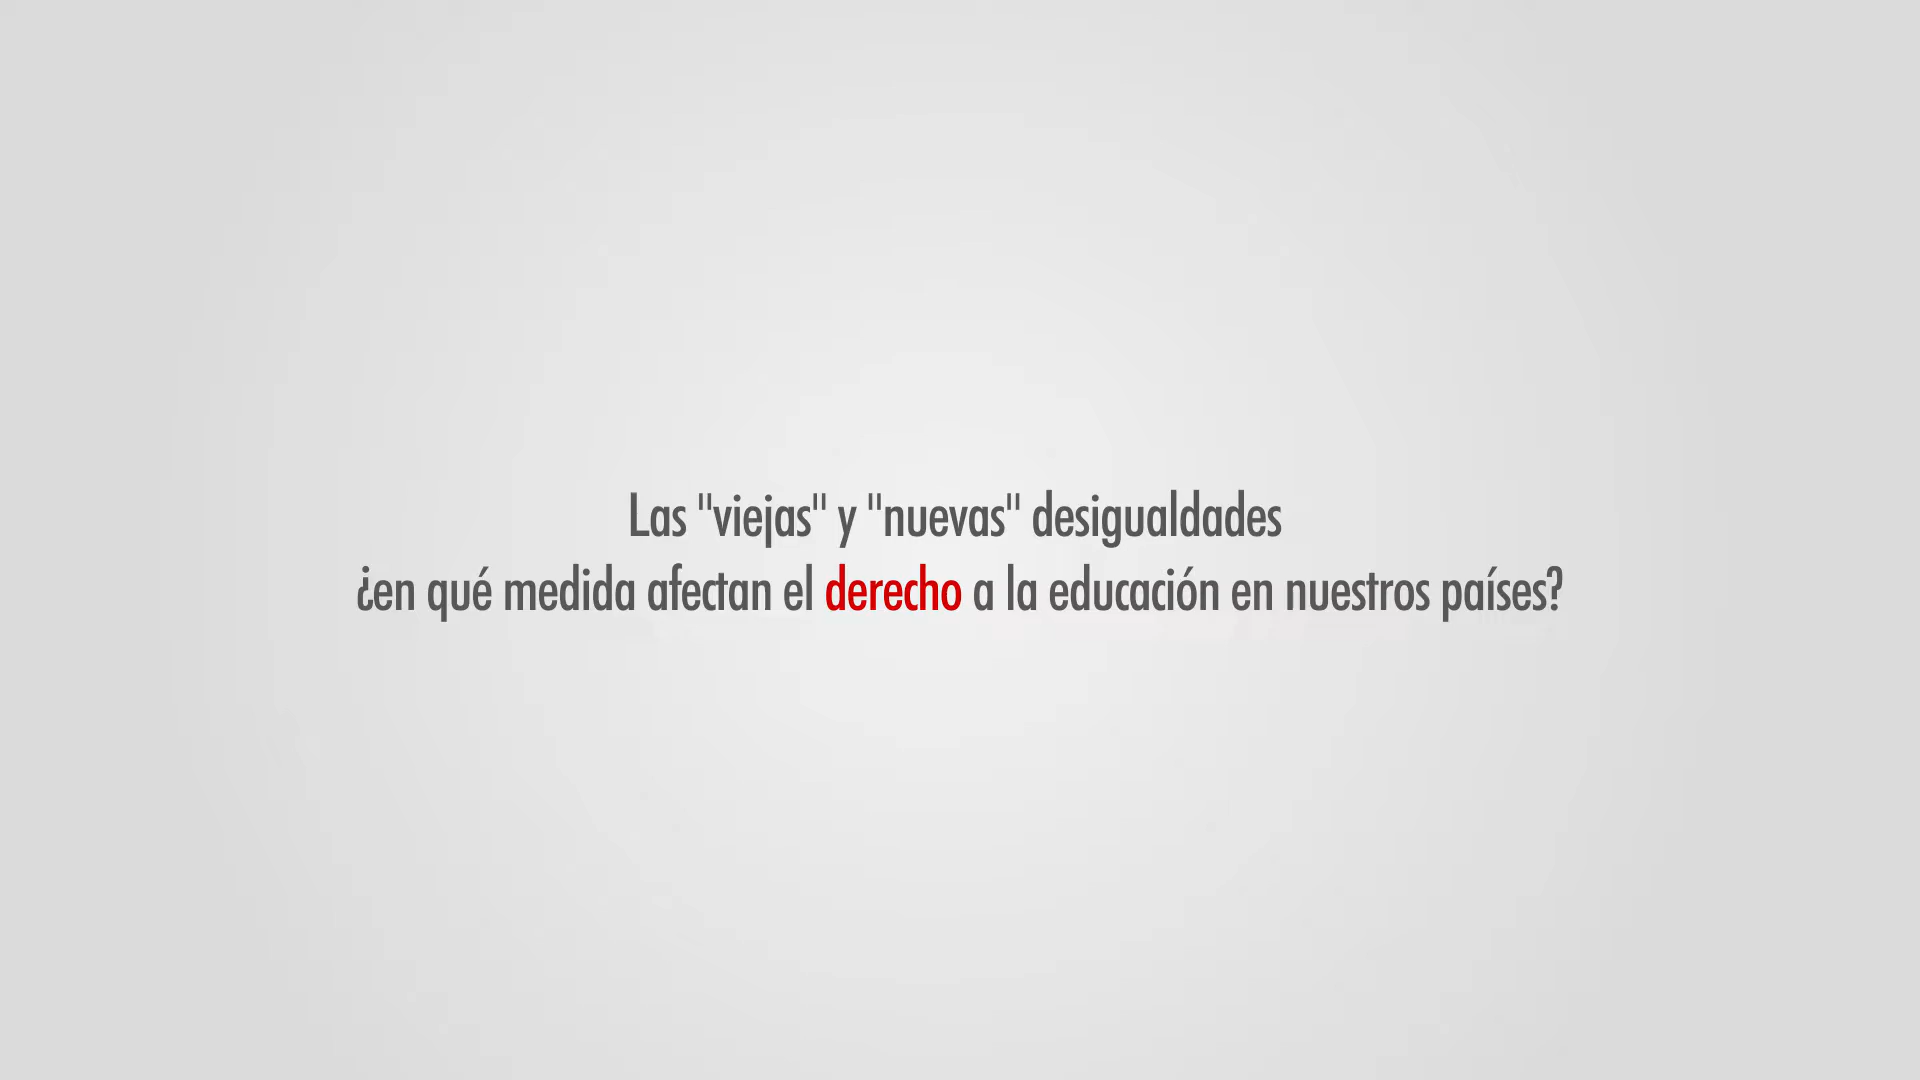 Las "viejas" y "nuevas" desigualdades
¿en qué medida afectan el derecho a la educación en nuestros países?